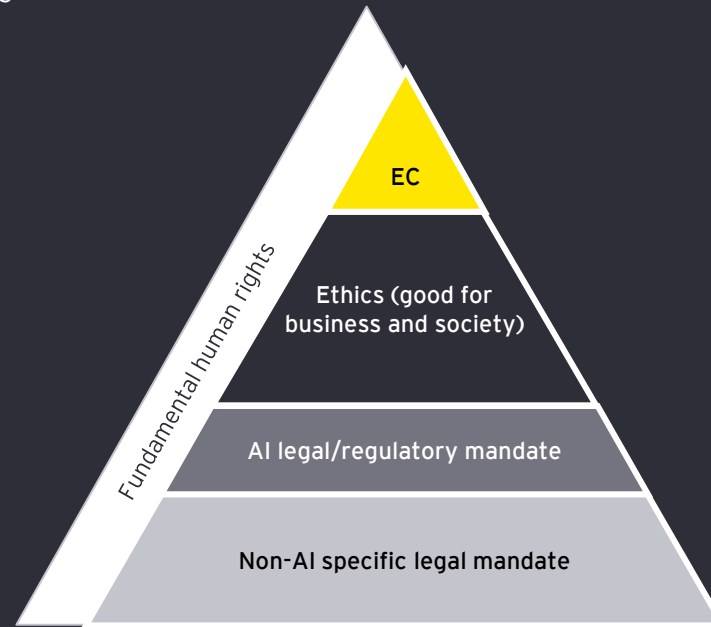 EC
Ethics (good for
business and society)
Fundamental human rights
AI legal/regulatory mandate
Non-AI specific legal mandate